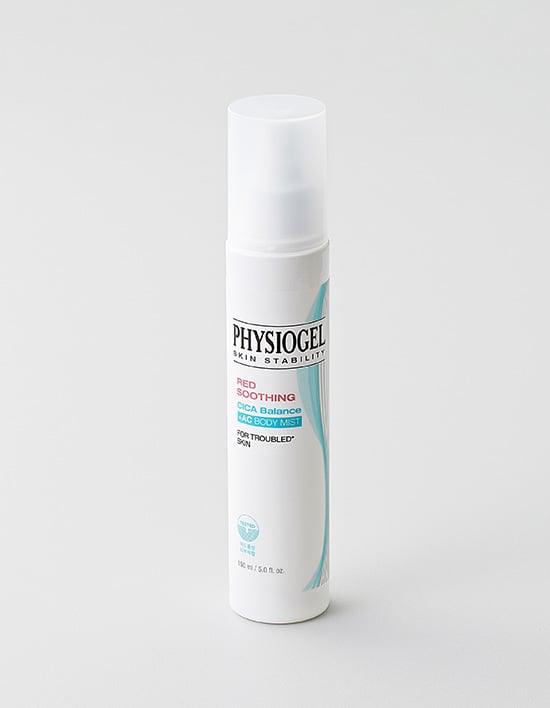 PHYSIOGEL
SKIN STABILITY
RED
SOOTHING
CICA Balance
+AC BODY MIST
FOR TROUBLED*
SKIN
TESTED
150 ml / 5.0 fl. oz.